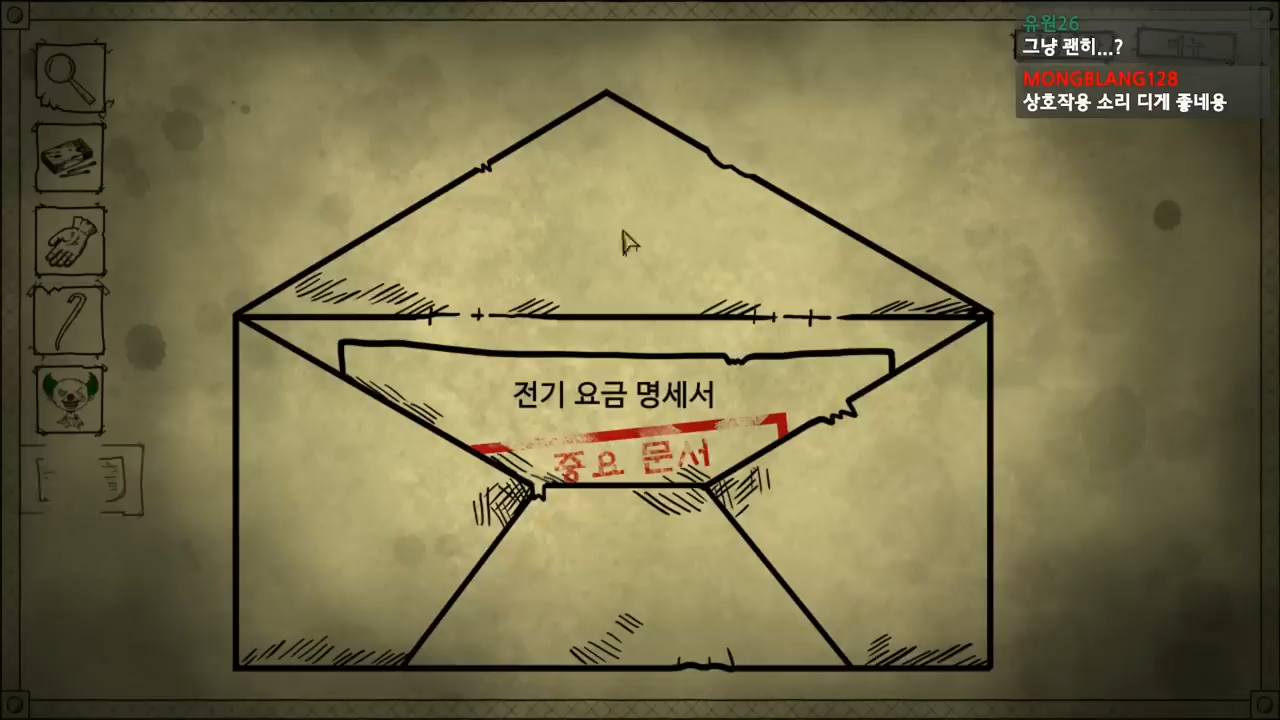 유원26
그냥 괜히...?
MONGBLANG128
상호작용 소리 디게 좋네용
전기 요금 명세서
중요 문서